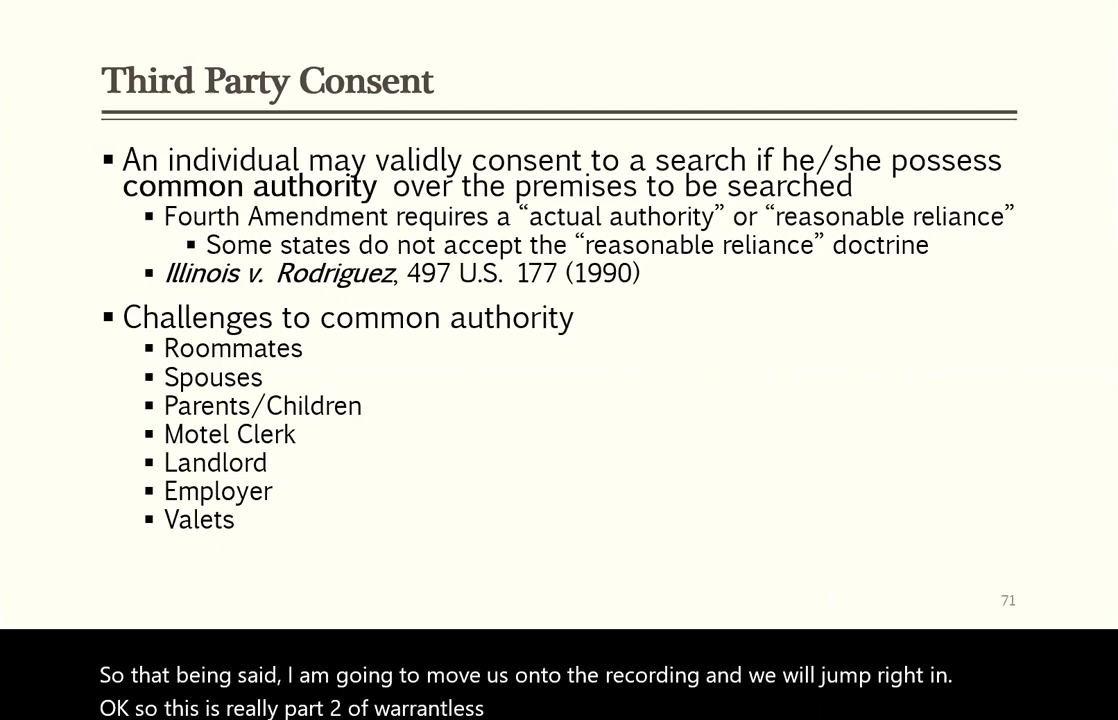 Third Party Consent
▪ An individual may validly consent to a search if he/she possess
common authority over the premises to be searched
▪ Fourth Amendment requires a “actual authority” or “reasonable reliance”
▪ Some states do not accept the “reasonable reliance” doctrine
▪ Illinois v. Rodriguez, 497 U.S. 177 (1990)
▪ Challenges to common authority
▪ Roommates
▪ Spouses
▪ Parents/Children
▪ Motel Clerk
▪ Landlord
▪ Employer
▪ Valets
71
So that being said, I am going to move us onto the recording and we will jump right in.
OK so this is really part 2 of warrantless